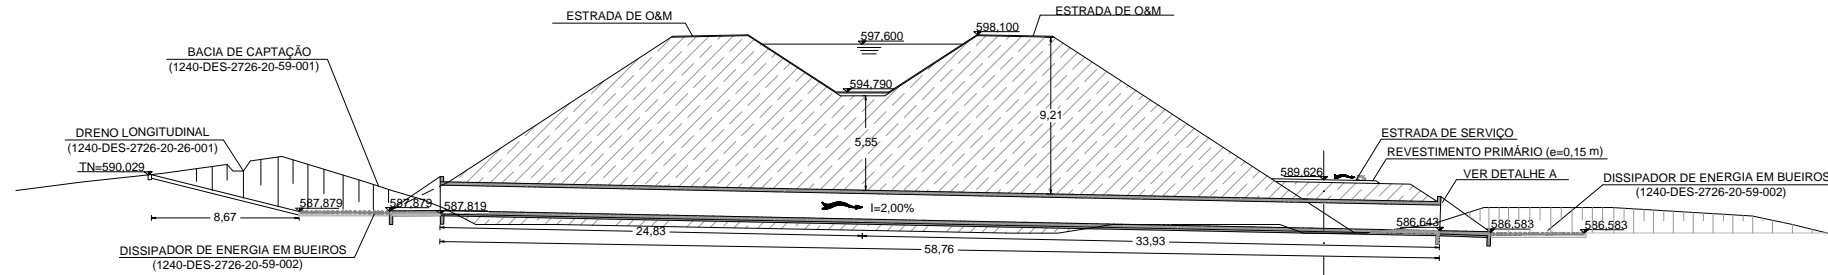 ESTRADA DE O&M
ESTRADA DE O&M
598,100
597,600
BACIA DE CAPTAÇÃO
(1240-DES-2726-20-59-001)
594,790
9,21
DRENO LONGITUDINAL
(1240-DES-2726-20-26-001)
5,55
ESTRADA DE SERVIÇO
REVESTIMENTO PRIMÁRIO (e=0,15 m)
TN=590,029
589,626
2%
VER DETALHE A
DISSIPADOR DE ENERGIA EM BUEIROS
(1240-DES-2726-20-59-002)
587,879
587,879
587,819
I=2,00%
8,67
586,643
586,583
586,583
24,83
33,93
58,76
DISSIPADOR DE ENERGIA EM BUEIROS
(1240-DES-2726-20-59-002)